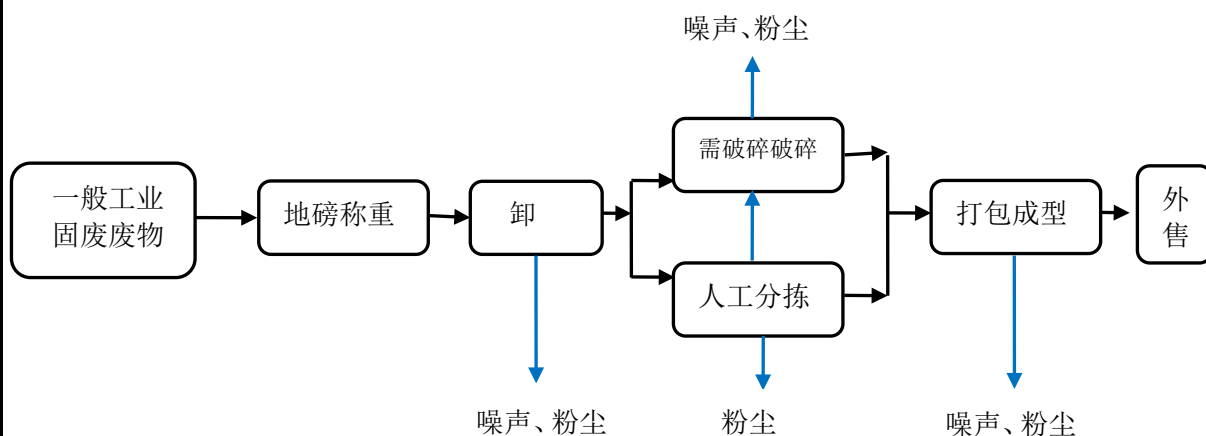 噪声、粉尘
需破碎破碎
一般工业
固废废物
地磅称重
卸
打包成型
外
售
人工分拣
噪声、粉尘
粉尘
噪声、粉尘